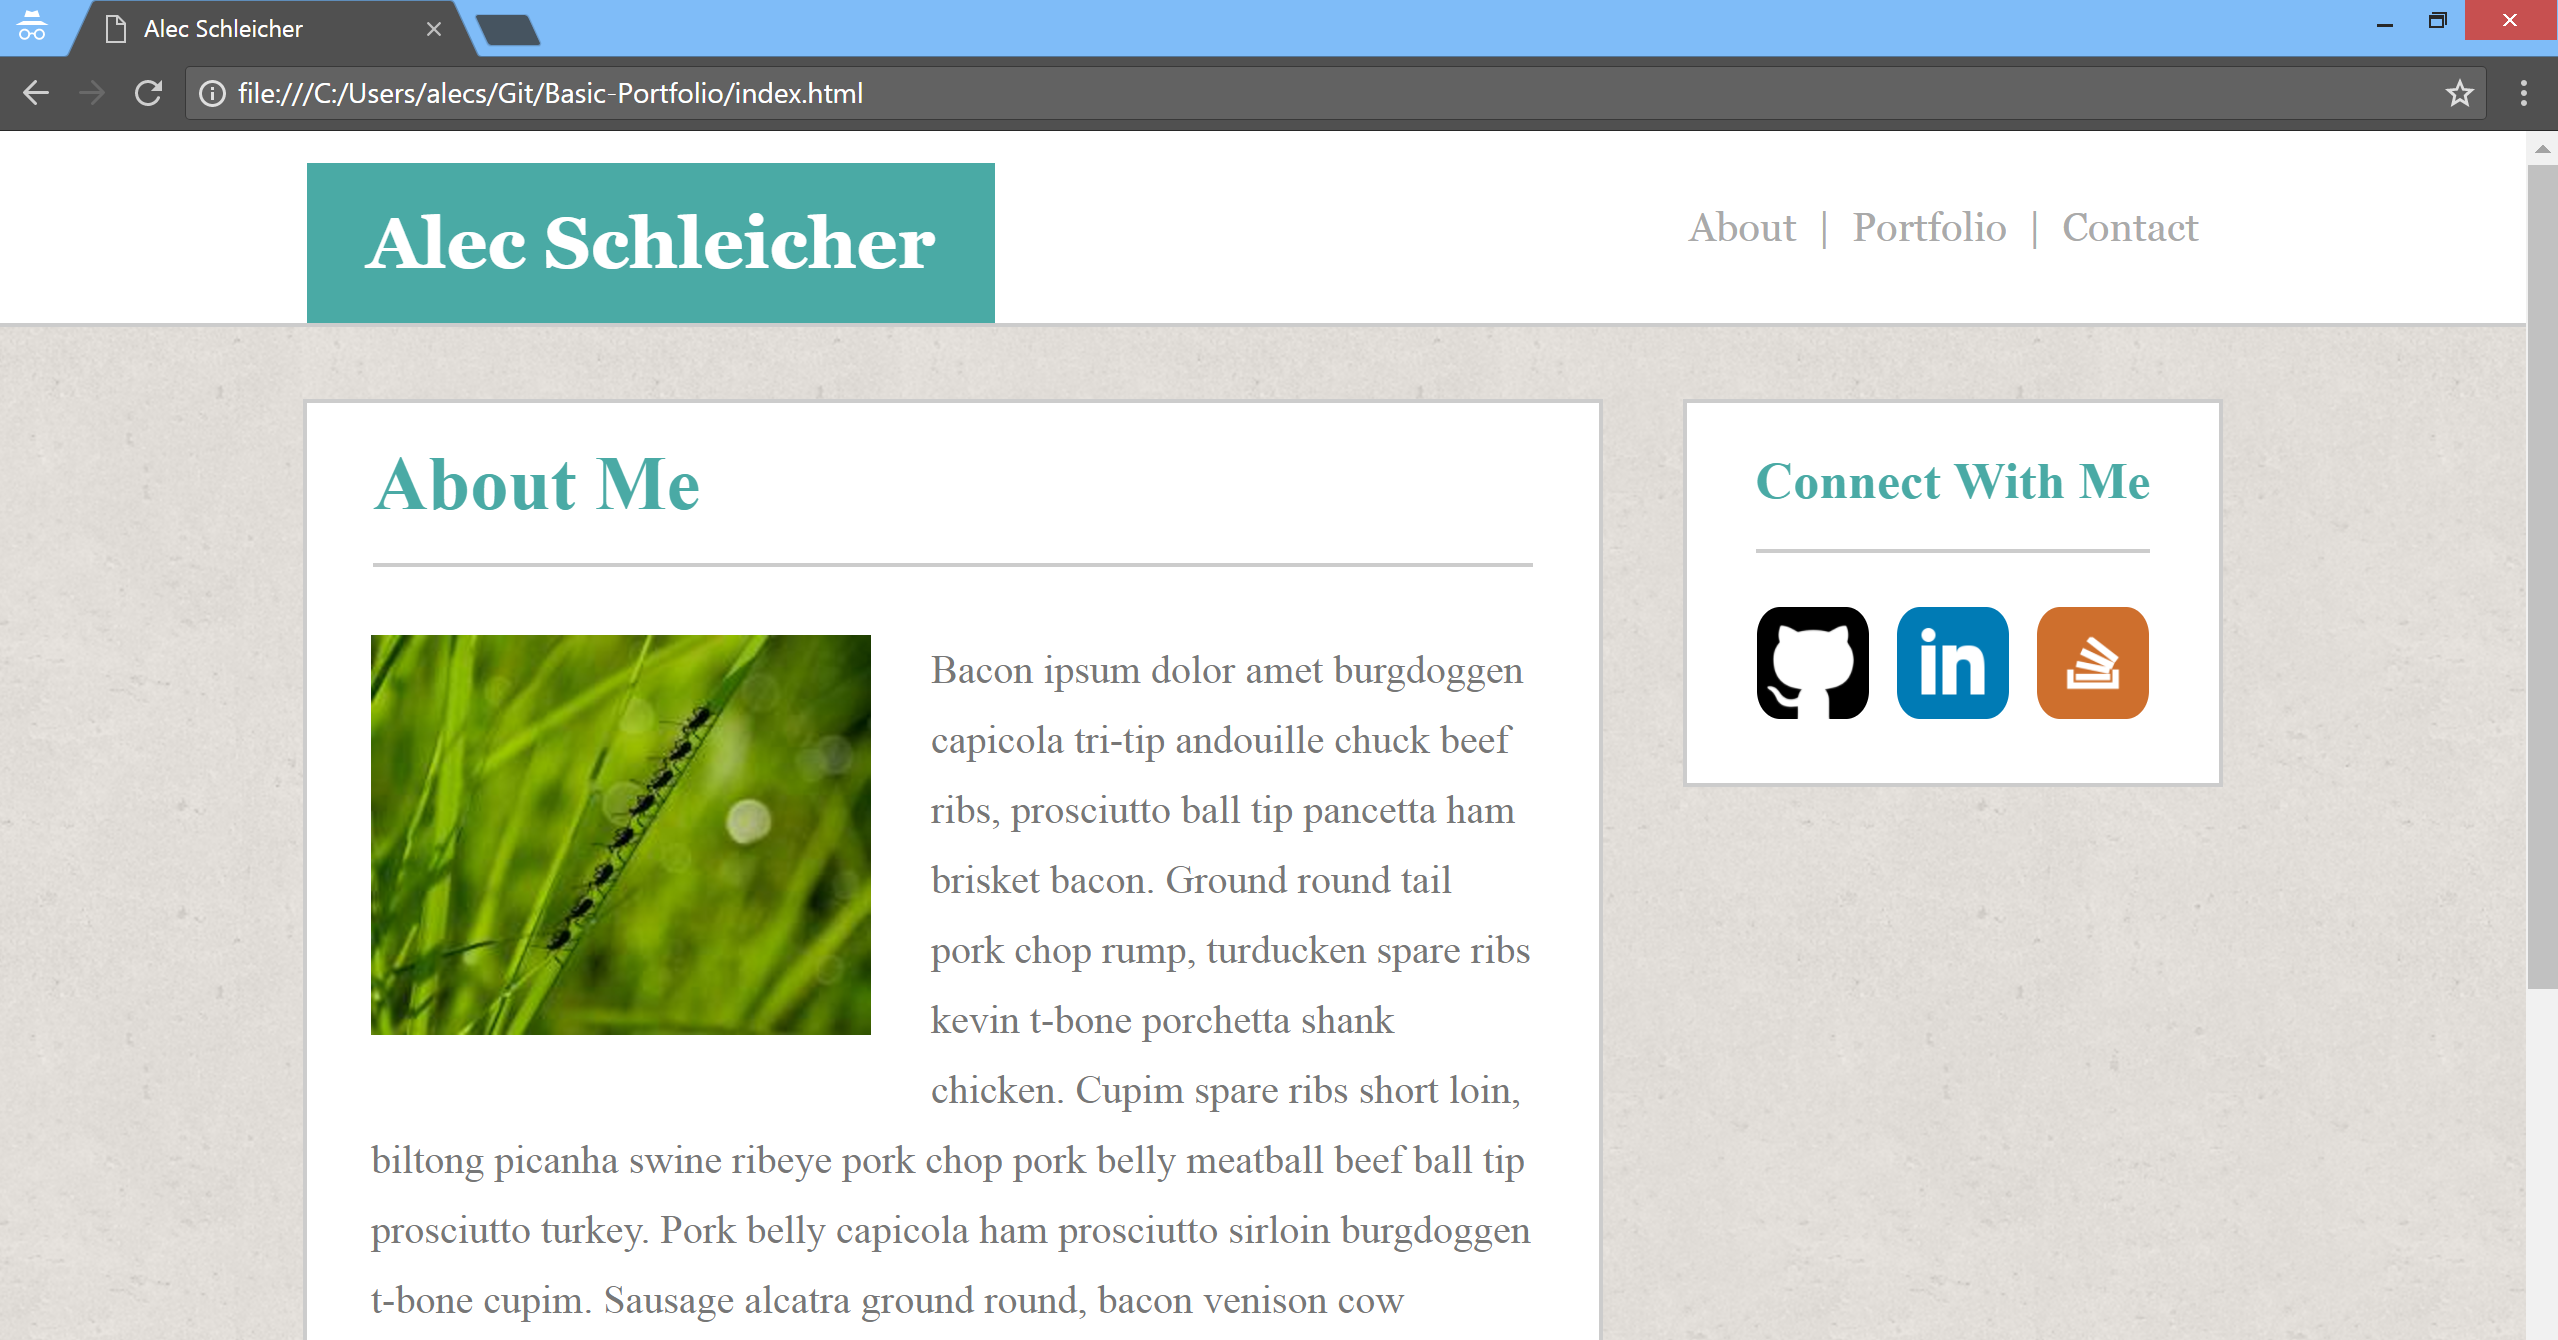 Alec Schleicher
file:///C:/Users/alecs/Git/Basic-Portfolio/index.html
Alec Schleicher
About | Portfolio | Contact
About Me
Bacon ipsum dolor amet burgdoggen
capicola tri-tip andouille chuck beef
ribs, prosciutto ball tip pancetta ham
brisket bacon. Ground round tail
pork chop rump, turducken spare ribs
kevin t-bone porchetta shank
chicken. Cupim spare ribs short loin,
biltong picanha swine ribeye pork chop pork belly meatball beef ball tip
prosciutto turkey. Pork belly capicola ham prosciutto sirloin burgdoggen
t-bone cupim. Sausage alcatra ground round, bacon venison cow
Connect With Me
in